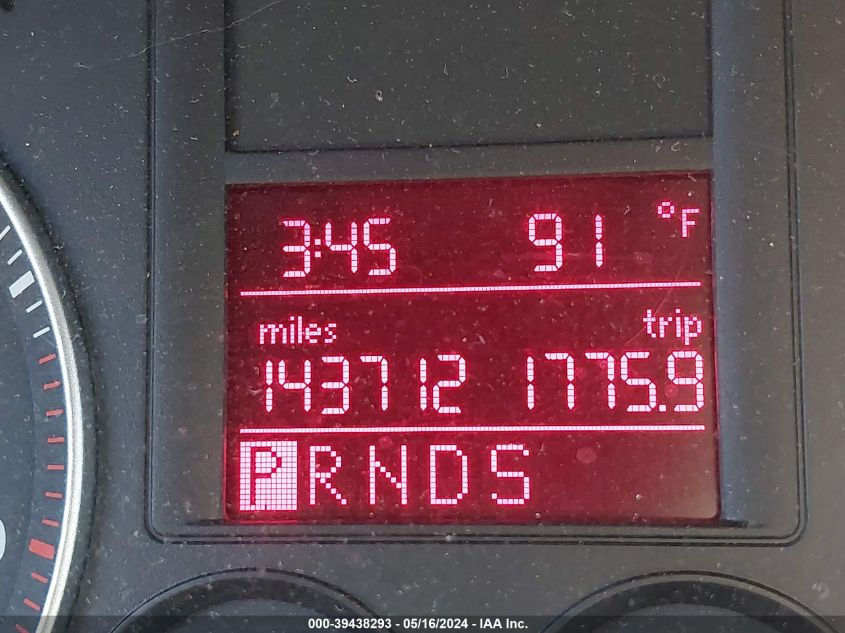 3:45 91 °F
miles trip
143712 1775.9
P R N D S
000-39438293 - 05/16/2024 - IAA Inc.